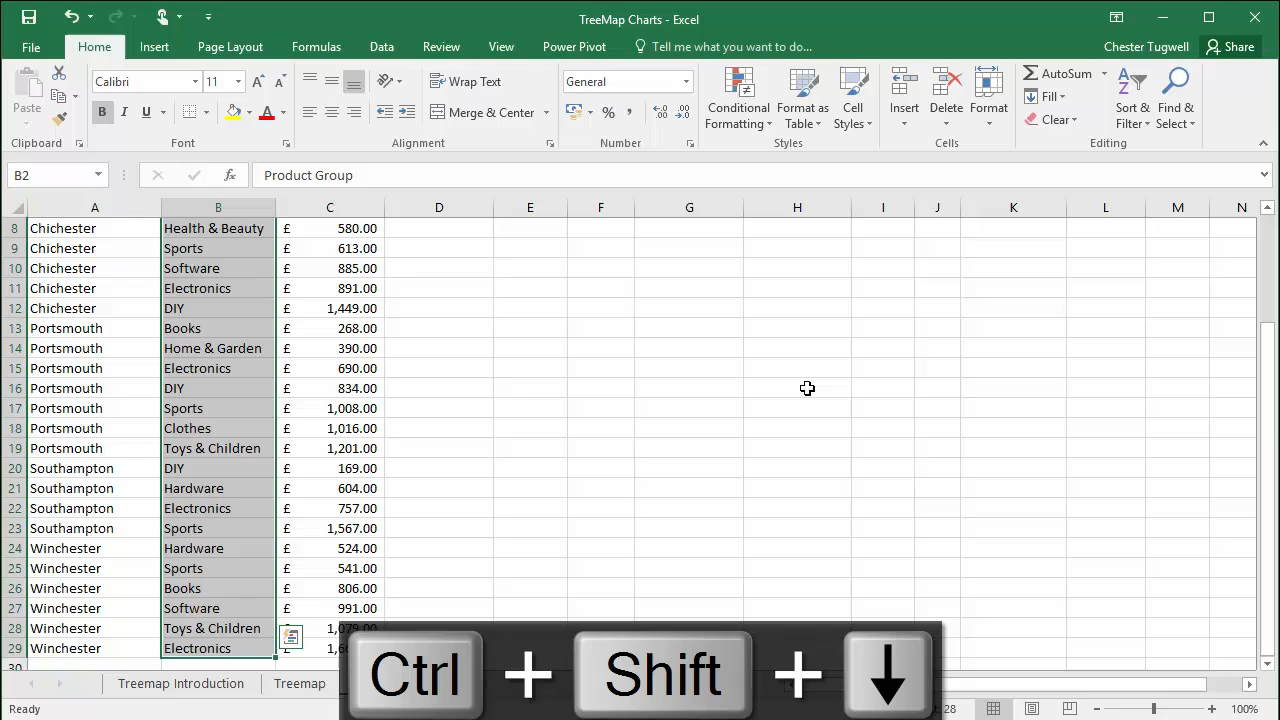 TreeMap Charts - Excel
File Home Insert Page Layout Formulas Data Review View Power Pivot Tell me what you want to do... Chester Tugwell Share
Paste Calibri 11 Wrap Text General Conditional Formatting Format as Table Cell Styles Insert Delete Format AutoSum Sort & Filter Find & Select
B I U A Merge & Center % , Fill Clear
Clipboard Font Alignment Number Styles Cells Editing
B2 fx Product Group
A B C D E F G H I J K L M N
8 Chichester Health & Beauty £ 580.00
9 Chichester Sports £ 613.00
10 Chichester Software £ 885.00
11 Chichester Electronics £ 891.00
12 Chichester DIY £ 1,449.00
13 Portsmouth Books £ 268.00
14 Portsmouth Home & Garden £ 390.00
15 Portsmouth Electronics £ 690.00
16 Portsmouth DIY £ 834.00
17 Portsmouth Sports £ 1,008.00
18 Portsmouth Clothes £ 1,016.00
19 Portsmouth Toys & Children £ 1,201.00
20 Southampton DIY £ 169.00
21 Southampton Hardware £ 604.00
22 Southampton Electronics £ 757.00
23 Southampton Sports £ 1,567.00
24 Winchester Hardware £ 524.00
25 Winchester Sports £ 541.00
26 Winchester Books £ 806.00
27 Winchester Software £ 991.00
28 Winchester Toys & Children £ 1,079.00
29 Winchester Electronics
30
Ctrl + Shift + ↓
Treemap Introduction Treemap
Ready 28 100%